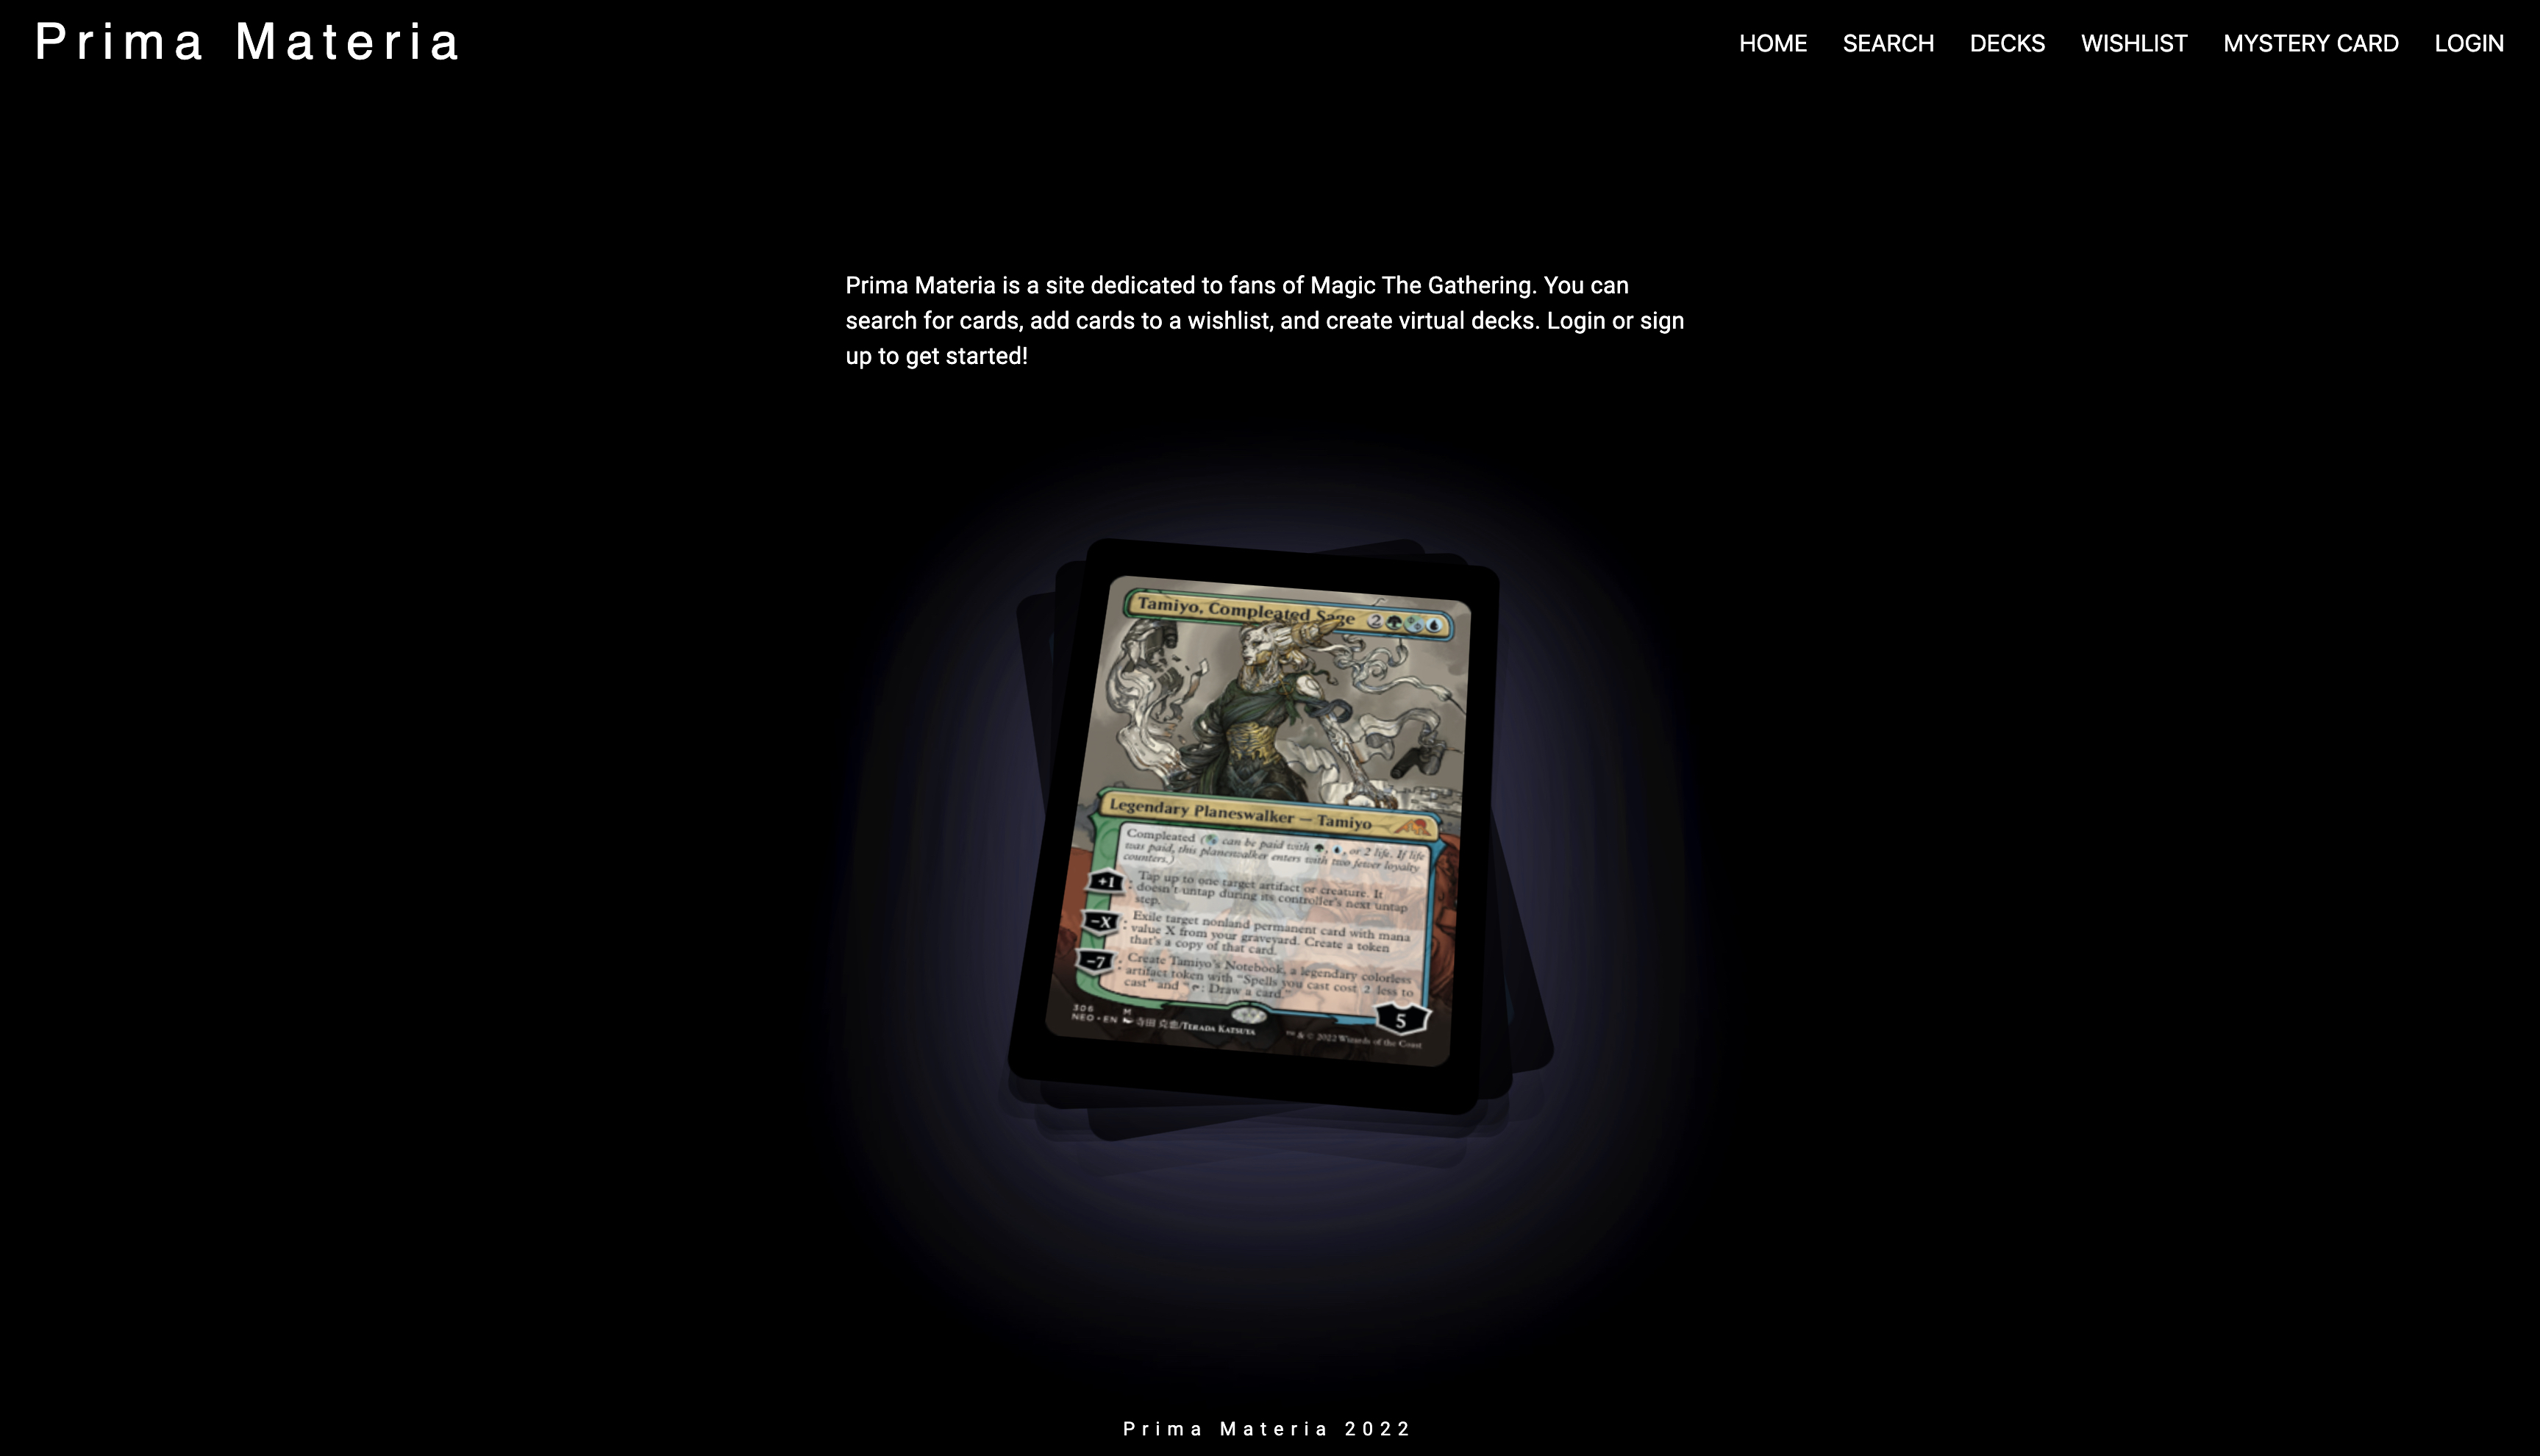 Prima Materia
HOME SEARCH DECKS WISHLIST MYSTERY CARD LOGIN
Prima Materia is a site dedicated to fans of Magic The Gathering. You can
search for cards, add cards to a wishlist, and create virtual decks. Login or sign
up to get started!
Tamiyo, Compleated Sage 2
Legendary Planeswalker — Tamiyo
Compleated ( can be paid with , , or 2 life. If life
was paid, this planeswalker enters with two fewer loyalty
counters.)
+1: Tap up to one target artifact or creature. It
doesn't untap during its controller's next untap
step.
−X: Exile target nonland permanent card with mana
value X from your graveyard. Create a token
that's a copy of that card.
−7: Create Tamiyo's Notebook, a legendary colorless
artifact token with "Spells you cast cost 2 less to
cast" and ": Draw a card."
5
306 M
NEO • EN 寺田 克也/TERADA KATSUYA
™ & © 2022 Wizards of the Coast
Prima Materia 2022